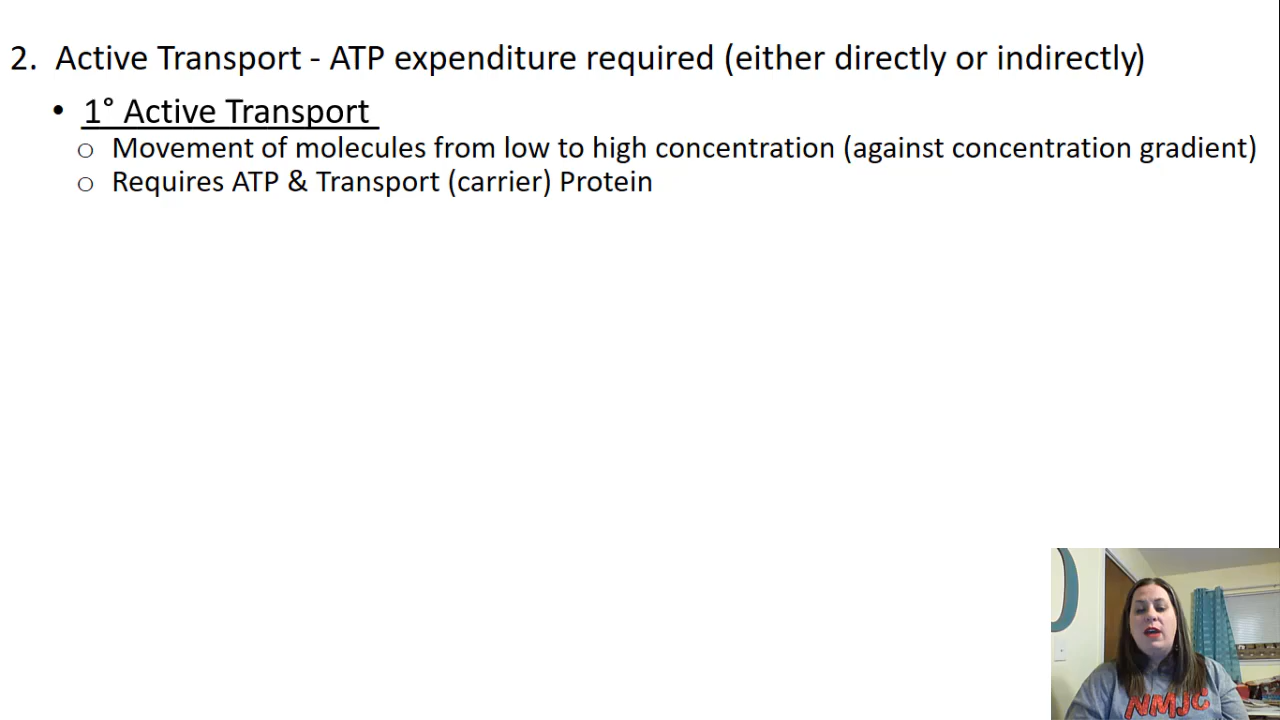 2. Active Transport - ATP expenditure required (either directly or indirectly)
• 1° Active Transport
o Movement of molecules from low to high concentration (against concentration gradient)
o Requires ATP & Transport (carrier) Protein
NMJC